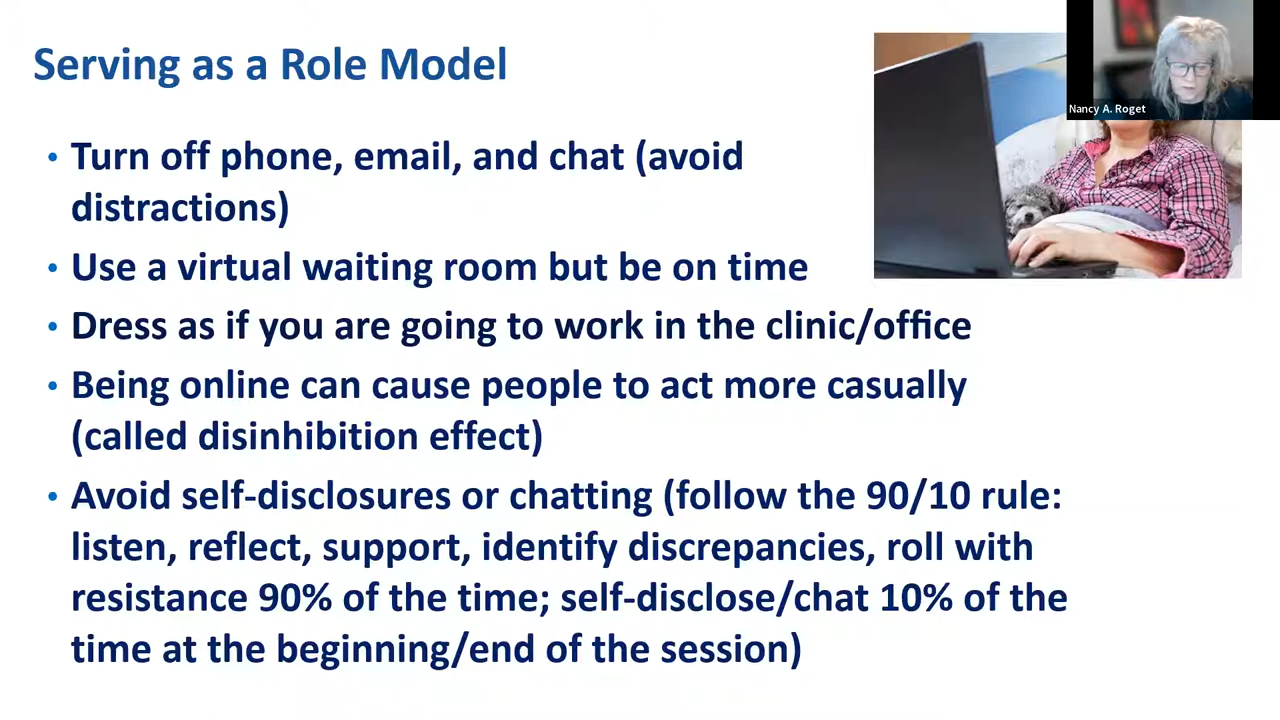 Serving as a Role Model
Nancy A. Roget
• Turn off phone, email, and chat (avoid
distractions)
• Use a virtual waiting room but be on time
• Dress as if you are going to work in the clinic/office
• Being online can cause people to act more casually
(called disinhibition effect)
• Avoid self-disclosures or chatting (follow the 90/10 rule:
listen, reflect, support, identify discrepancies, roll with
resistance 90% of the time; self-disclose/chat 10% of the
time at the beginning/end of the session)